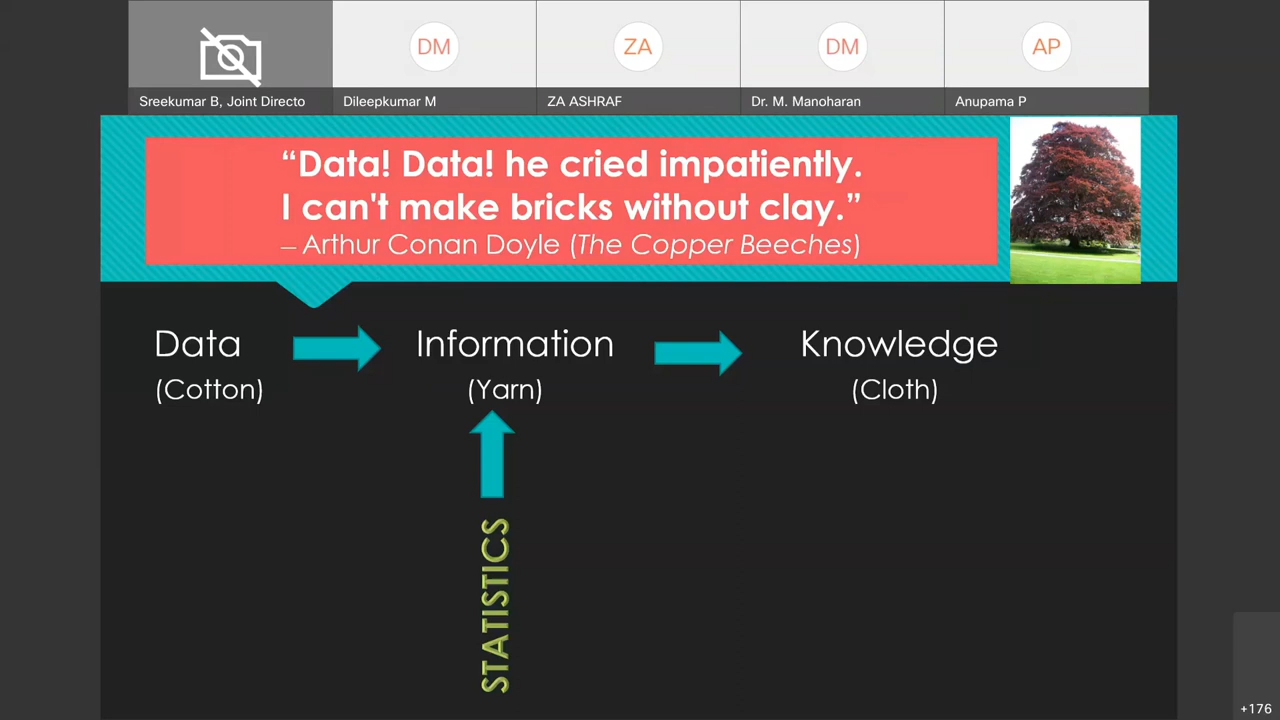 DM
ZA
DM
AP
Sreekumar B, Joint Directo
Dileepkumar M
ZA ASHRAF
Dr. M. Manoharan
Anupama P
“Data! Data! he cried impatiently.
I can't make bricks without clay.”
– Arthur Conan Doyle (The Copper Beeches)
Data
Information
Knowledge
(Cotton)
(Yarn)
(Cloth)
STATISTICS
+176